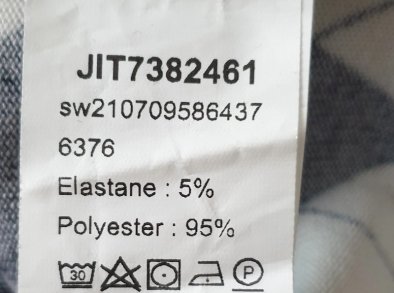 JIT7382461
sw210709586437
6376
Elastane : 5%
Polyester : 95%
30 P